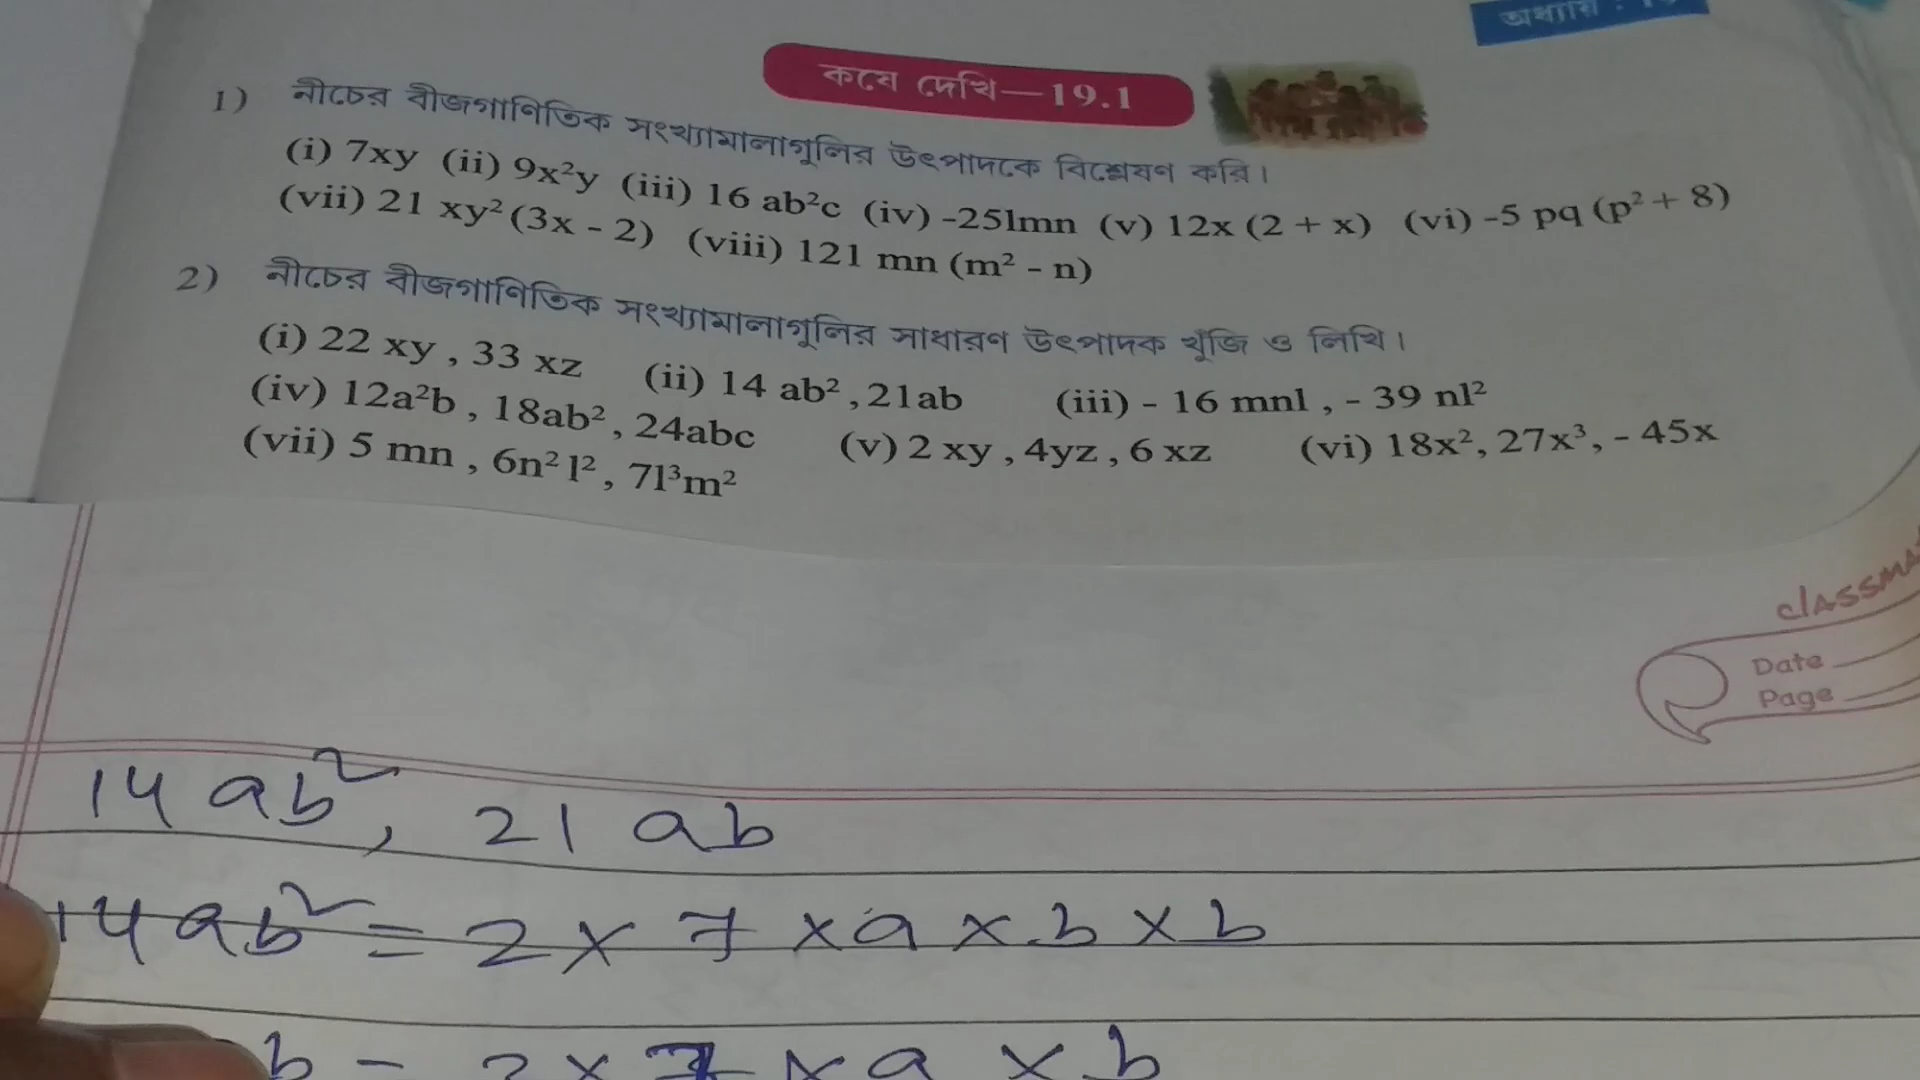 অধ্যায় :
কষে দেখি—19.1
1) নীচের বীজগাণিতিক সংখ্যামালাগুলির উৎপাদকে বিশ্লেষণ করি।
(i) 7xy (ii) 9x²y (iii) 16 ab²c (iv) -25lmn (v) 12x (2 + x) (vi) -5 pq (p² + 8)
(vii) 21 xy² (3x - 2) (viii) 121 mn (m² - n)
2) নীচের বীজগাণিতিক সংখ্যামালাগুলির সাধারণ উৎপাদক খুঁজি ও লিখি।
(i) 22 xy , 33 xz (ii) 14 ab² , 21ab (iii) - 16 mnl , - 39 nl²
(iv) 12a²b , 18ab² , 24abc (v) 2 xy , 4yz , 6 xz (vi) 18x², 27x³, - 45x
(vii) 5 mn , 6n² l² , 7l³m²
Date
Page
14 ab², 21 ab
14 ab² = 2 × 7 × a × b × b